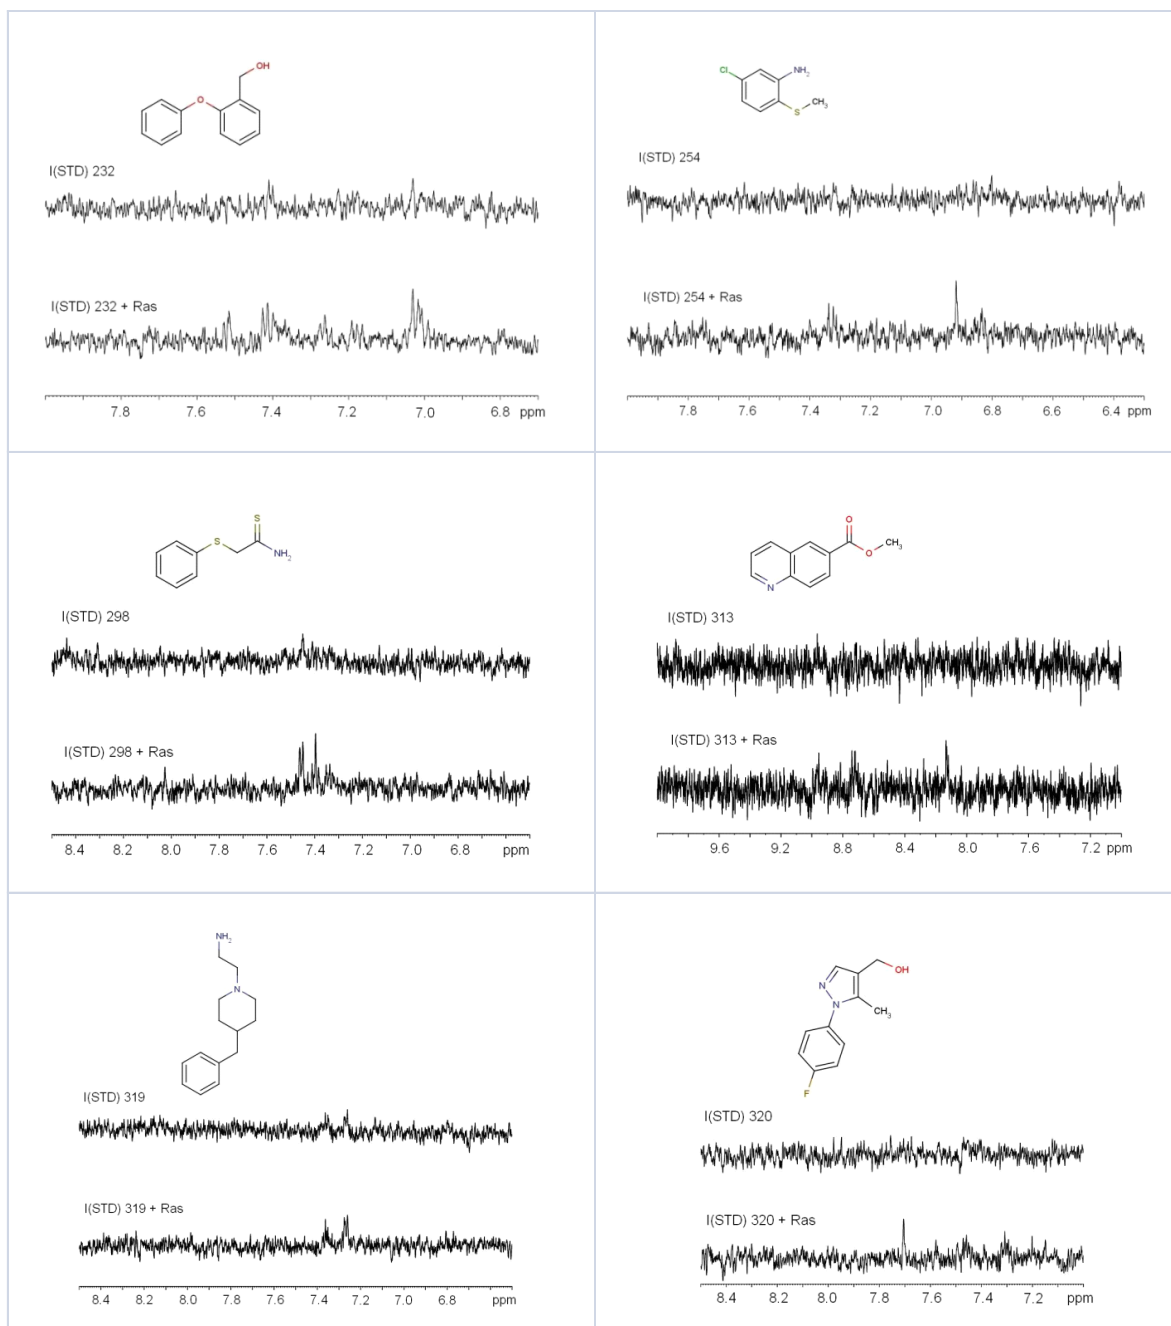 OH
O
I(STD) 232
I(STD) 232 + Ras
7.8 7.6 7.4 7.2 7.0 6.8 ppm
Cl
NH2
S
CH3
I(STD) 254
I(STD) 254 + Ras
7.8 7.6 7.4 7.2 7.0 6.8 6.6 6.4 ppm
S
S
NH2
I(STD) 298
I(STD) 298 + Ras
8.4 8.2 8.0 7.8 7.6 7.4 7.2 7.0 6.8 ppm
O
CH3
O
N
I(STD) 313
I(STD) 313 + Ras
9.6 9.2 8.8 8.4 8.0 7.6 7.2 ppm
NH2
N
I(STD) 319
I(STD) 319 + Ras
8.4 8.2 8.0 7.8 7.6 7.4 7.2 7.0 6.8 ppm
OH
N
N
CH3
F
I(STD) 320
I(STD) 320 + Ras
8.4 8.2 8.0 7.8 7.6 7.4 7.2 ppm